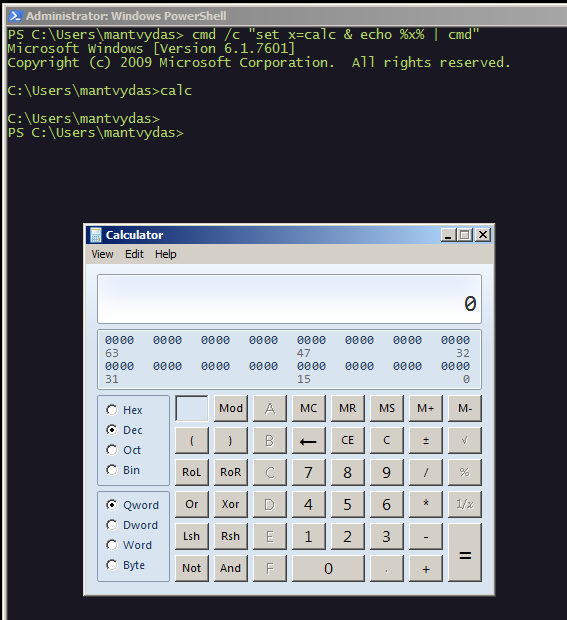 Administrator: Windows PowerShell
PS C:\Users\mantvydas> cmd /c "set x=calc & echo %x% | cmd"
Microsoft Windows [Version 6.1.7601]
Copyright (c) 2009 Microsoft Corporation.  All rights reserved.
C:\Users\mantvydas>calc
C:\Users\mantvydas>
PS C:\Users\mantvydas>
Calculator
View Edit Help
0
0000 0000 0000 0000 0000 0000 0000 0000
63 47 32
0000 0000 0000 0000 0000 0000 0000 0000
31 15 0
Hex Mod A MC MR MS M+ M-
Dec ( ) B ← CE C ± √
Oct
Bin RoL RoR C 7 8 9 / %
Qword Or Xor D 4 5 6 * 1/x
Dword
Word Lsh Rsh E 1 2 3 - =
Byte Not And F 0 . +